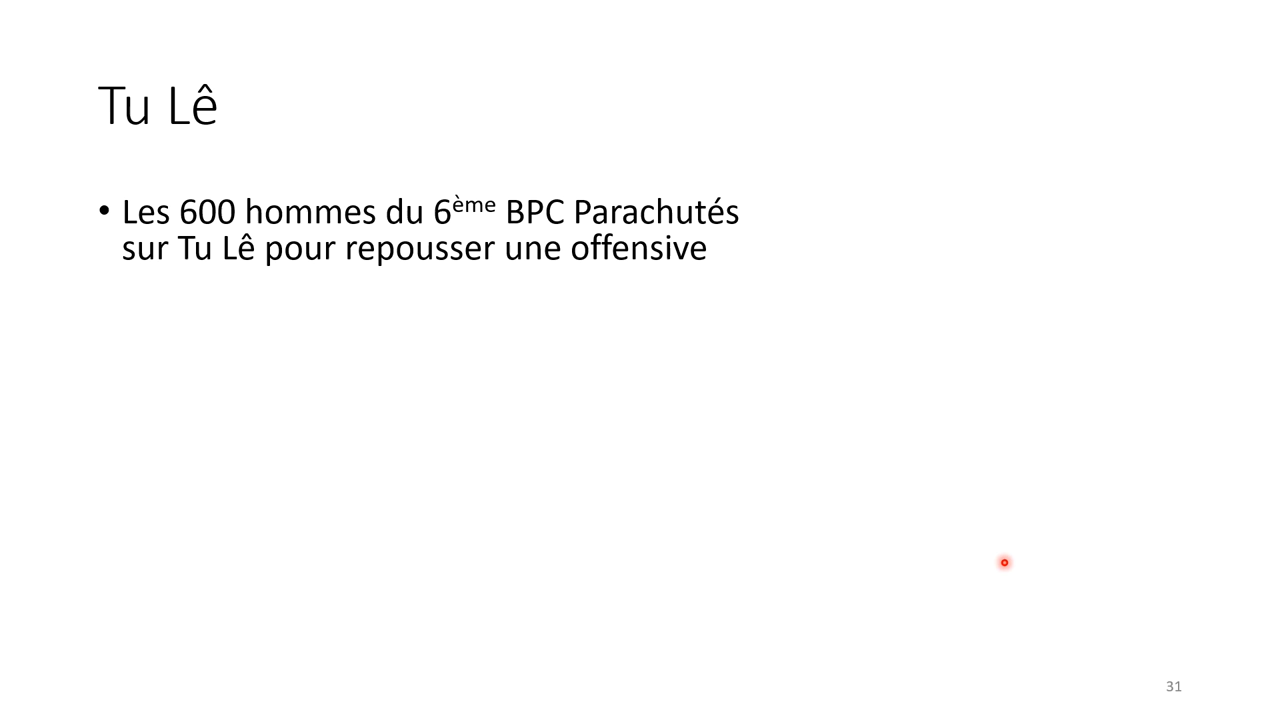 Tu Lê
• Les 600 hommes du 6ème BPC Parachutés
sur Tu Lê pour repousser une offensive
31